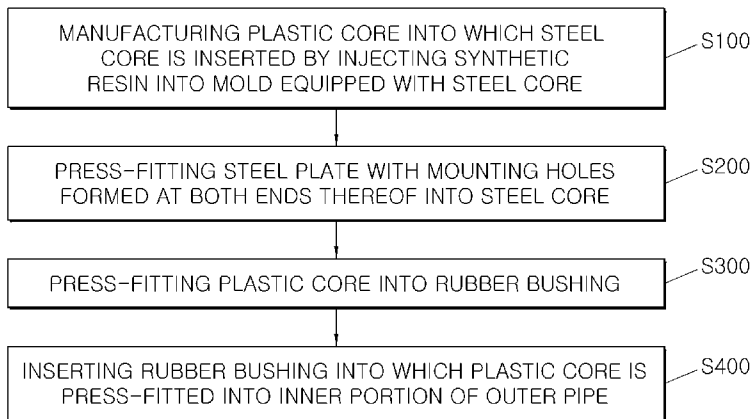 MANUFACTURING PLASTIC CORE INTO WHICH STEEL
CORE IS INSERTED BY INJECTING SYNTHETIC
RESIN INTO MOLD EQUIPPED WITH STEEL CORE
S100
PRESS-FITTING STEEL PLATE WITH MOUNTING HOLES
FORMED AT BOTH ENDS THEREOF INTO STEEL CORE
S200
PRESS-FITTING PLASTIC CORE INTO RUBBER BUSHING
S300
INSERTING RUBBER BUSHING INTO WHICH PLASTIC CORE IS
PRESS-FITTED INTO INNER PORTION OF OUTER PIPE
S400